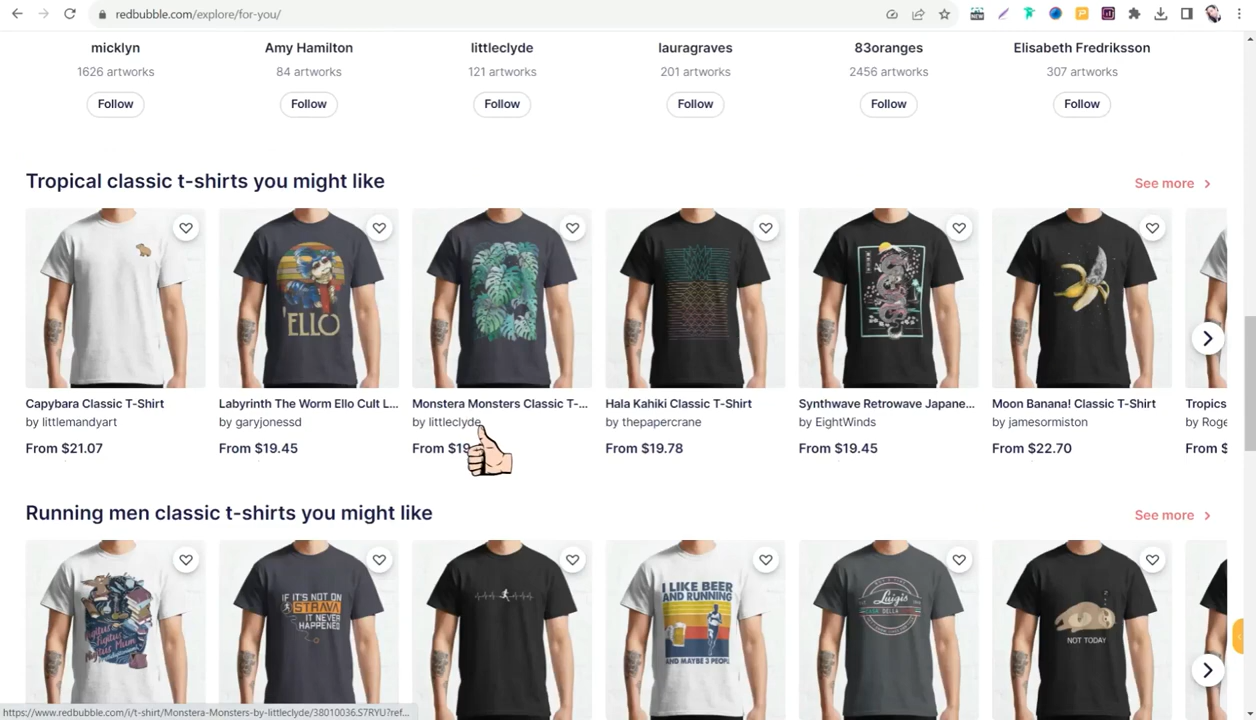 redbubble.com/explore/for-you/
micklyn
Amy Hamilton
littleclyde
lauragraves
83oranges
Elisabeth Fredriksson
1626 artworks
84 artworks
121 artworks
201 artworks
2456 artworks
307 artworks
Follow
Follow
Follow
Follow
Follow
Follow
Tropical classic t-shirts you might like
See more
'ELLO
Capybara Classic T-Shirt
Labyrinth The Worm Ello Cult L...
Monstera Monsters Classic T-...
Hala Kahiki Classic T-Shirt
Synthwave Retrowave Japane...
Moon Banana! Classic T-Shirt
Tropics
by littlemandyart
by garyjonessd
by littleclyde
by thepapercrane
by EightWinds
by jamesormiston
by Roge
From $21.07
From $19.45
From $19
From $19.78
From $19.45
From $22.70
From $
Running men classic t-shirts you might like
See more
IF IT'S NOT ON
STRAVA
IT NEVER
HAPPENED
I LIKE BEER
AND RUNNING
AND MAYBE 3 PEOPL
Luigis
NOT TODAY
https://www.redbubble.com/i/t-shirt/Monstera-Monsters-by-littleclyde/38010036.S7RYU?ref...